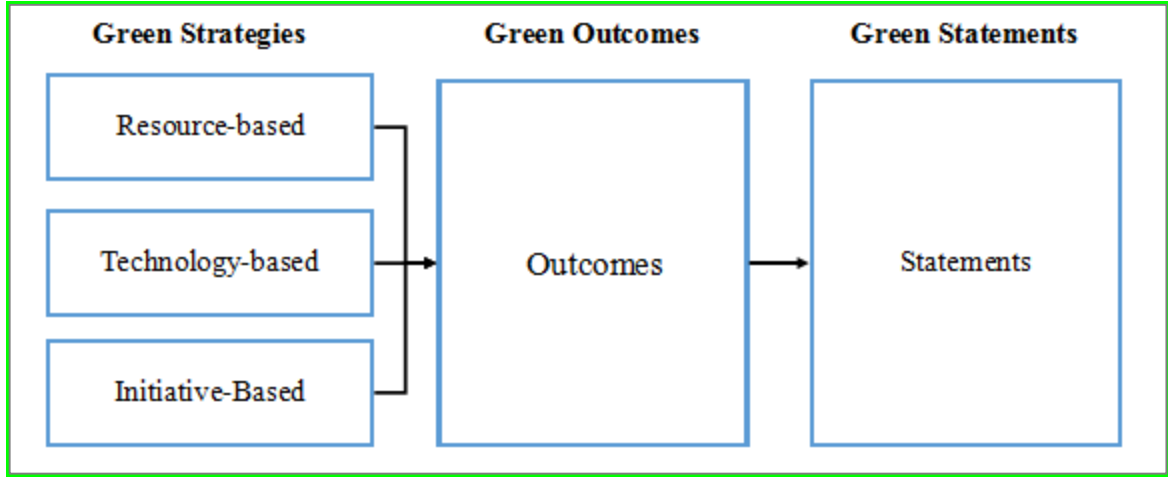 Green Strategies
Green Outcomes
Green Statements
Resource-based
Technology-based
Initiative-Based
Outcomes
Statements